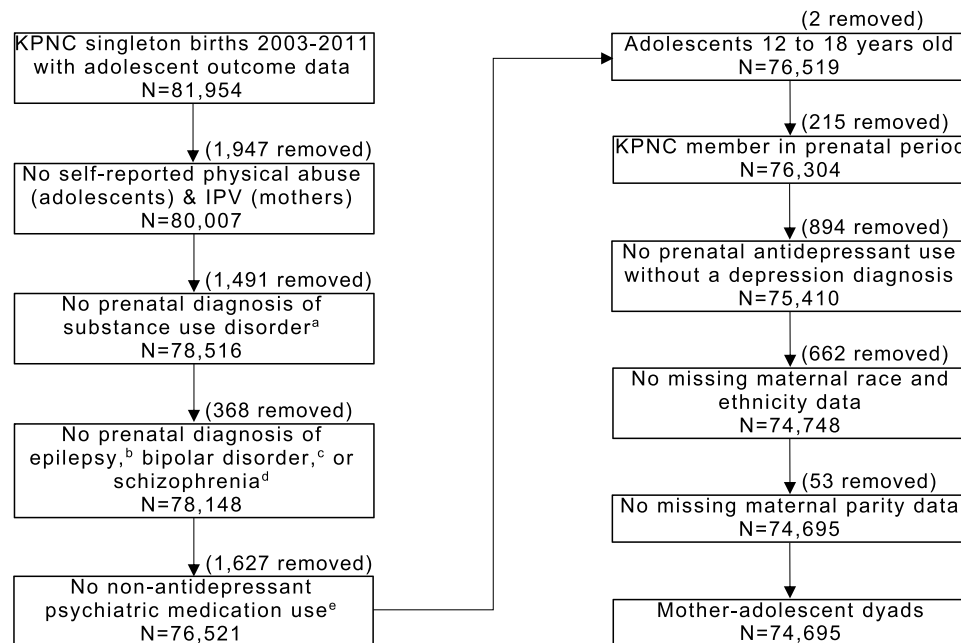 KPNC singleton births 2003-2011
with adolescent outcome data
N=81,954
(1,947 removed)
No self-reported physical abuse
(adolescents) & IPV (mothers)
N=80,007
(1,491 removed)
No prenatal diagnosis of
substance use disorderᵃ
N=78,516
(368 removed)
No prenatal diagnosis of
epilepsy,ᵇ bipolar disorder,ᶜ or
schizophreniaᵈ
N=78,148
(1,627 removed)
No non-antidepressant
psychiatric medication useᵉ
N=76,521
(2 removed)
Adolescents 12 to 18 years old
N=76,519
(215 removed)
KPNC member in prenatal period
N=76,304
(894 removed)
No prenatal antidepressant use
without a depression diagnosis
N=75,410
(662 removed)
No missing maternal race and
ethnicity data
N=74,748
(53 removed)
No missing maternal parity data
N=74,695
Mother-adolescent dyads
N=74,695